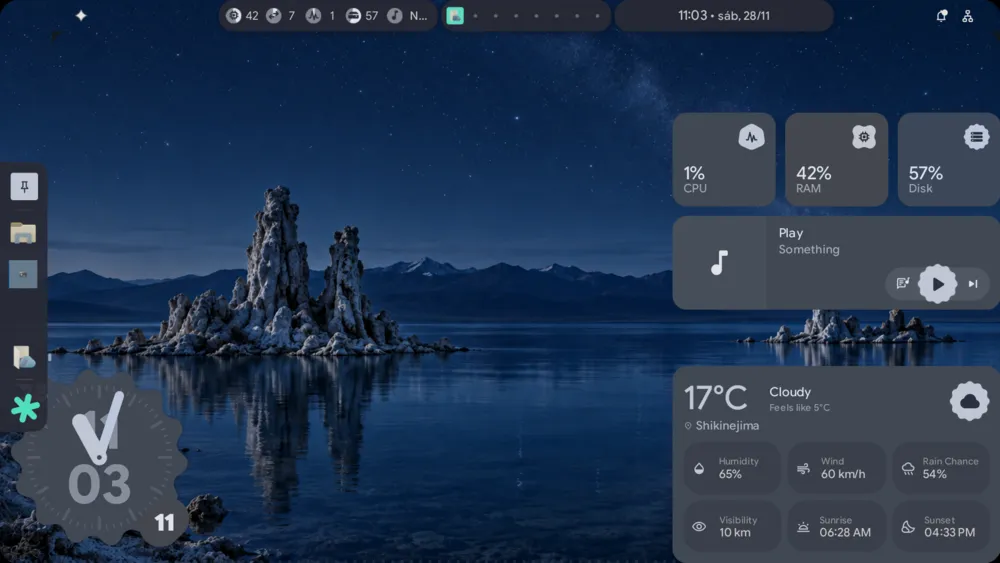 42 7 1 57 N...
11:03 • sáb, 28/11
1%
CPU
42%
RAM
57%
Disk
Play
Something
17°C
Cloudy
Feels like 5°C
Shikinejima
Humidity
65%
Wind
60 km/h
Rain Chance
54%
Visibility
10 km
Sunrise
06:28 AM
Sunset
04:33 PM
11
03
11